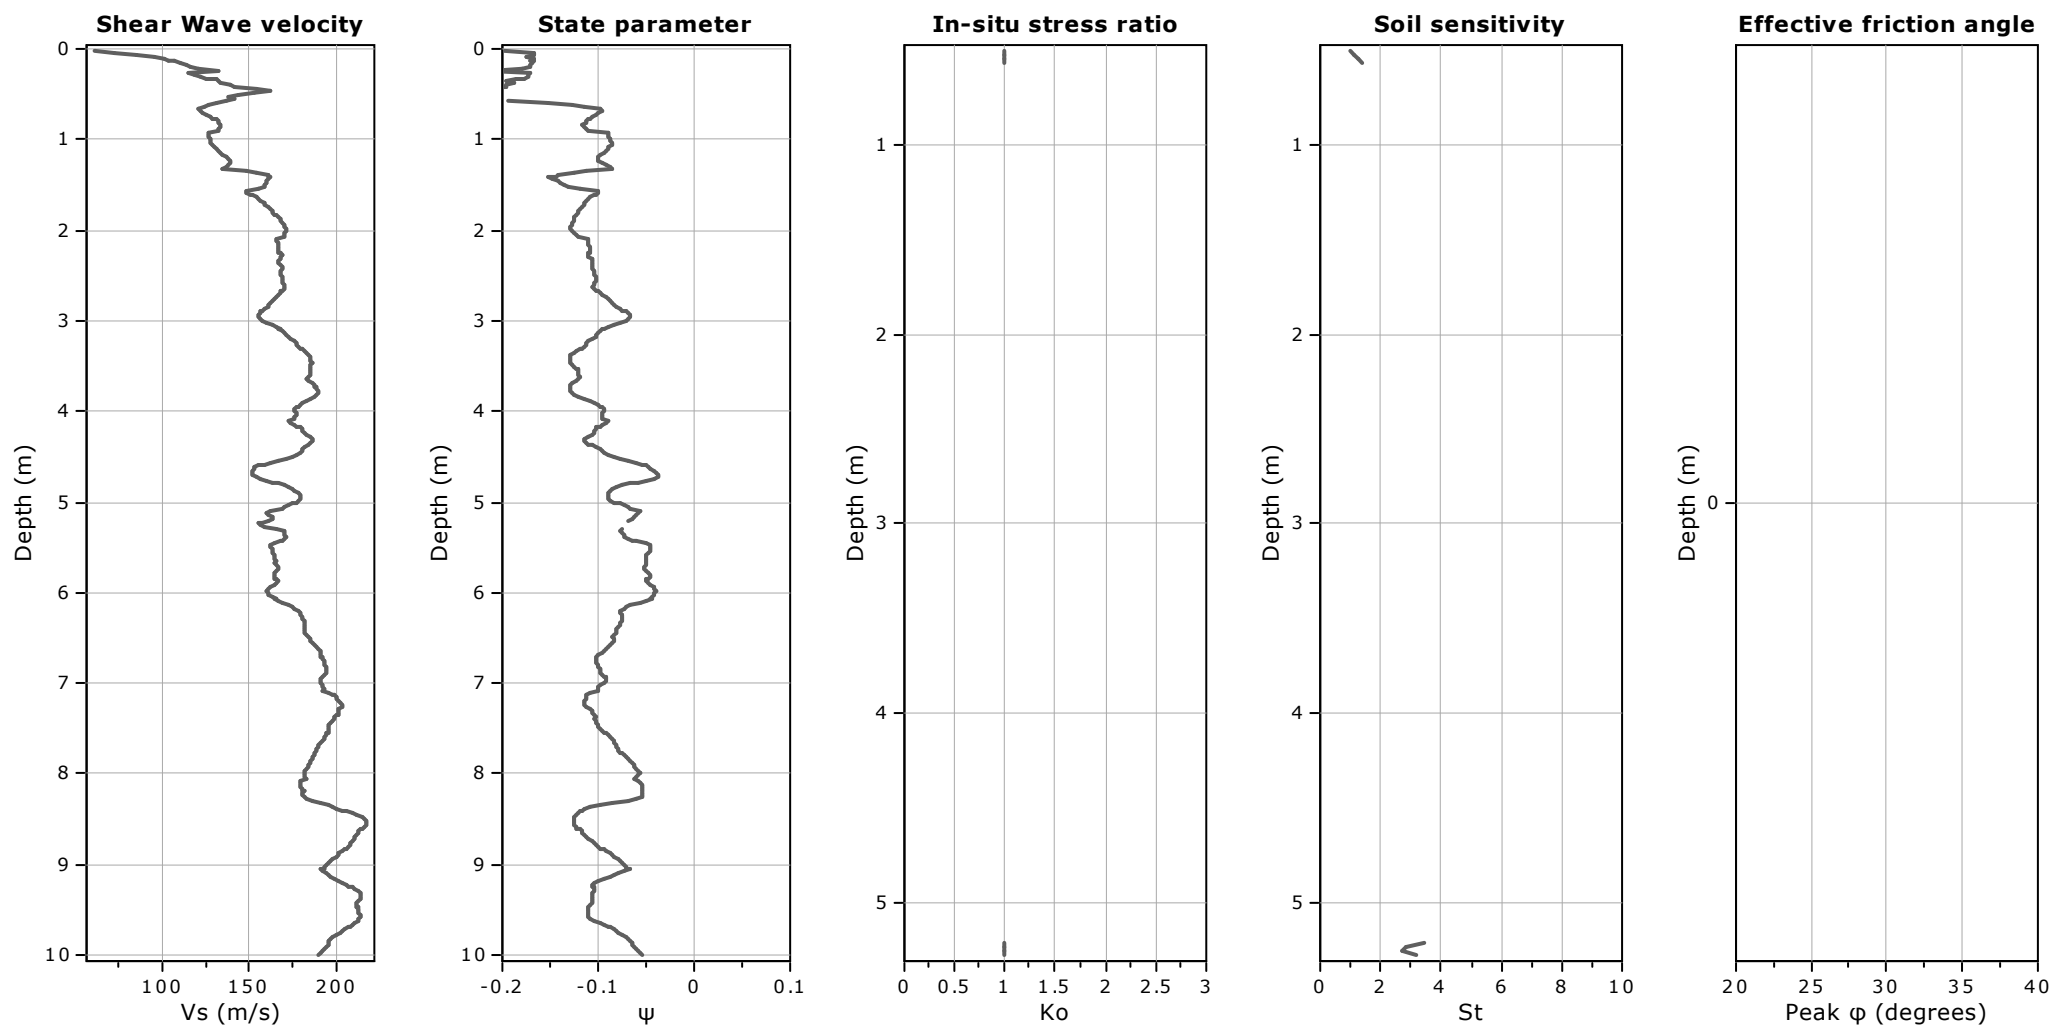 Shear Wave velocity
0
1
2
3
4
5
6
7
8
9
10
Depth (m)
100 150 200
Vs (m/s)
State parameter
0
1
2
3
4
5
6
7
8
9
10
Depth (m)
-0.2 -0.1 0 0.1
ψ
In-situ stress ratio
1
2
3
4
5
Depth (m)
0 0.5 1 1.5 2 2.5 3
Ko
Soil sensitivity
1
2
3
4
5
Depth (m)
0 2 4 6 8 10
St
Effective friction angle
0
Depth (m)
20 25 30 35 40
Peak φ (degrees)